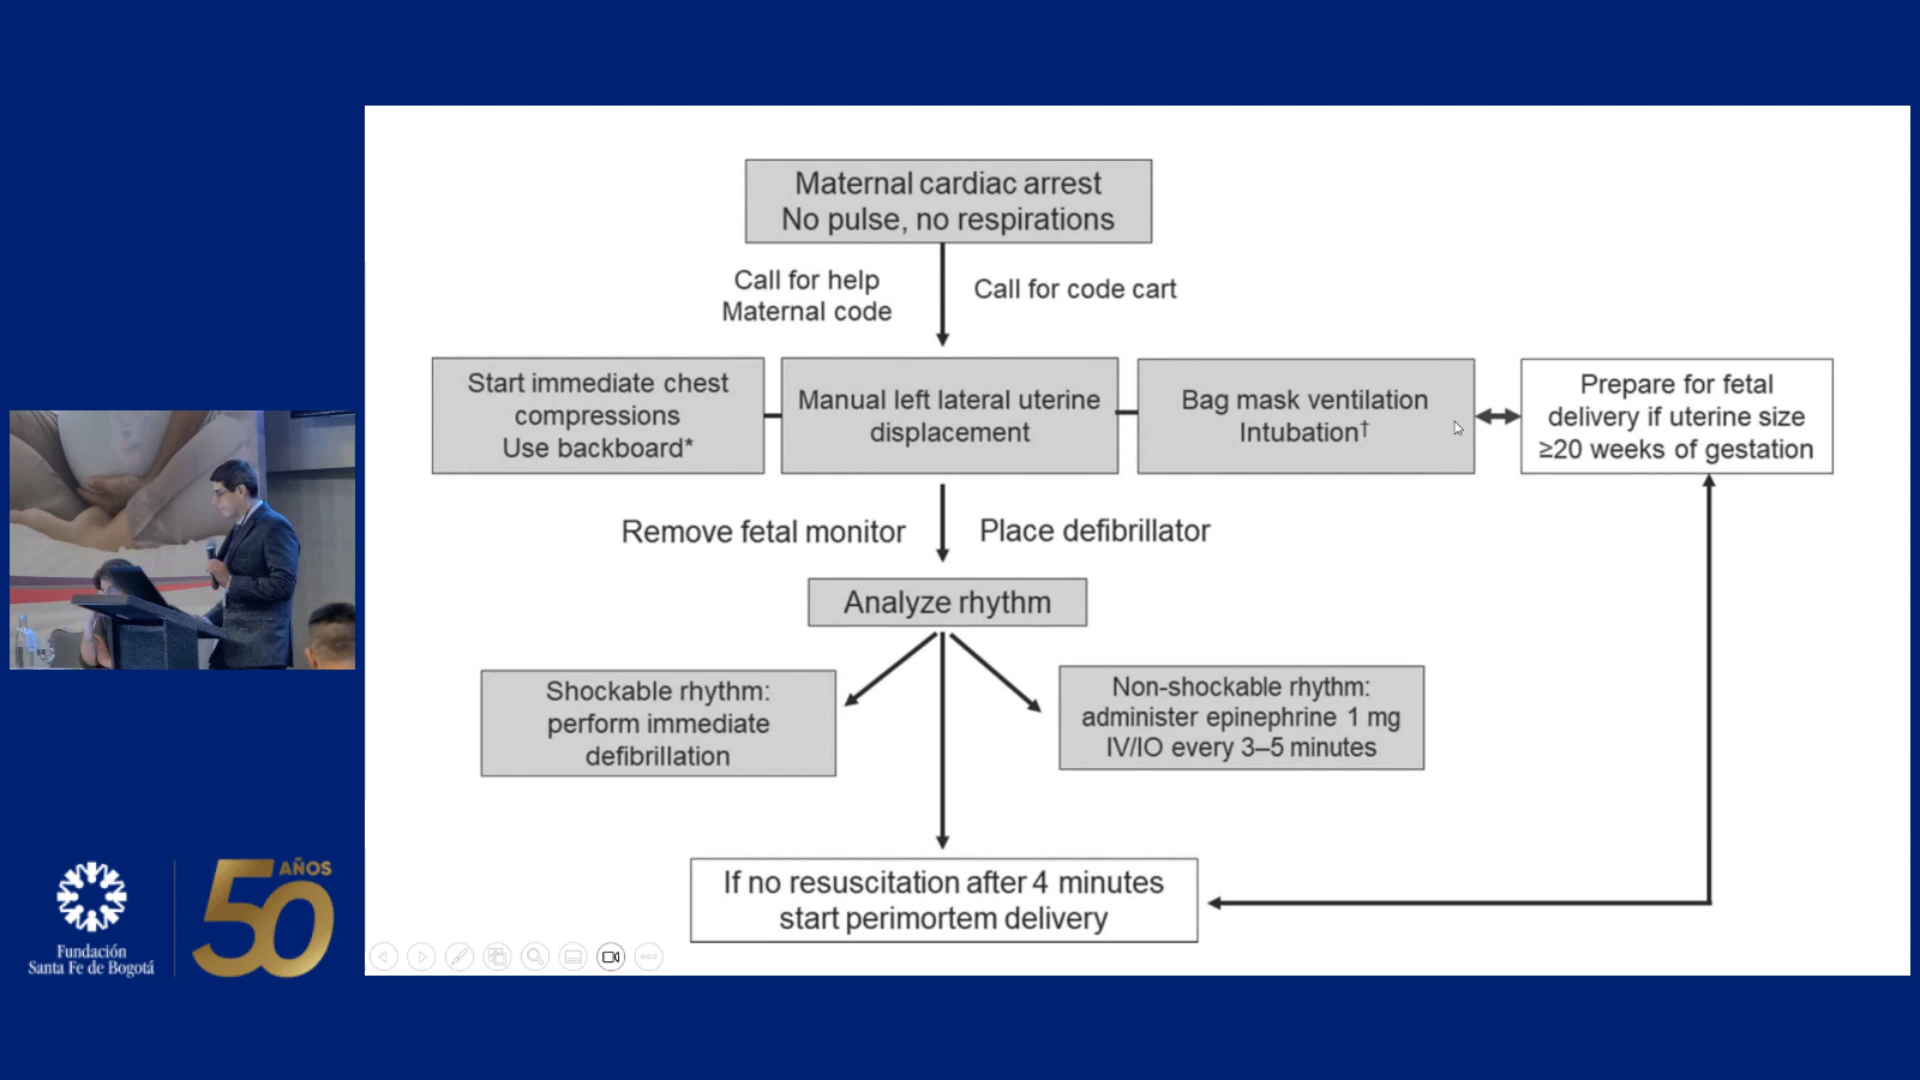 Maternal cardiac arrest
No pulse, no respirations
Call for help
Maternal code
Call for code cart
Start immediate chest
compressions
Use backboard*
Manual left lateral uterine
displacement
Bag mask ventilation
Intubation†
Prepare for fetal
delivery if uterine size
≥20 weeks of gestation
Remove fetal monitor
Place defibrillator
Analyze rhythm
Shockable rhythm:
perform immediate
defibrillation
Non-shockable rhythm:
administer epinephrine 1 mg
IV/IO every 3–5 minutes
If no resuscitation after 4 minutes
start perimortem delivery
Fundación
Santa Fe de Bogotá
50 AÑOS